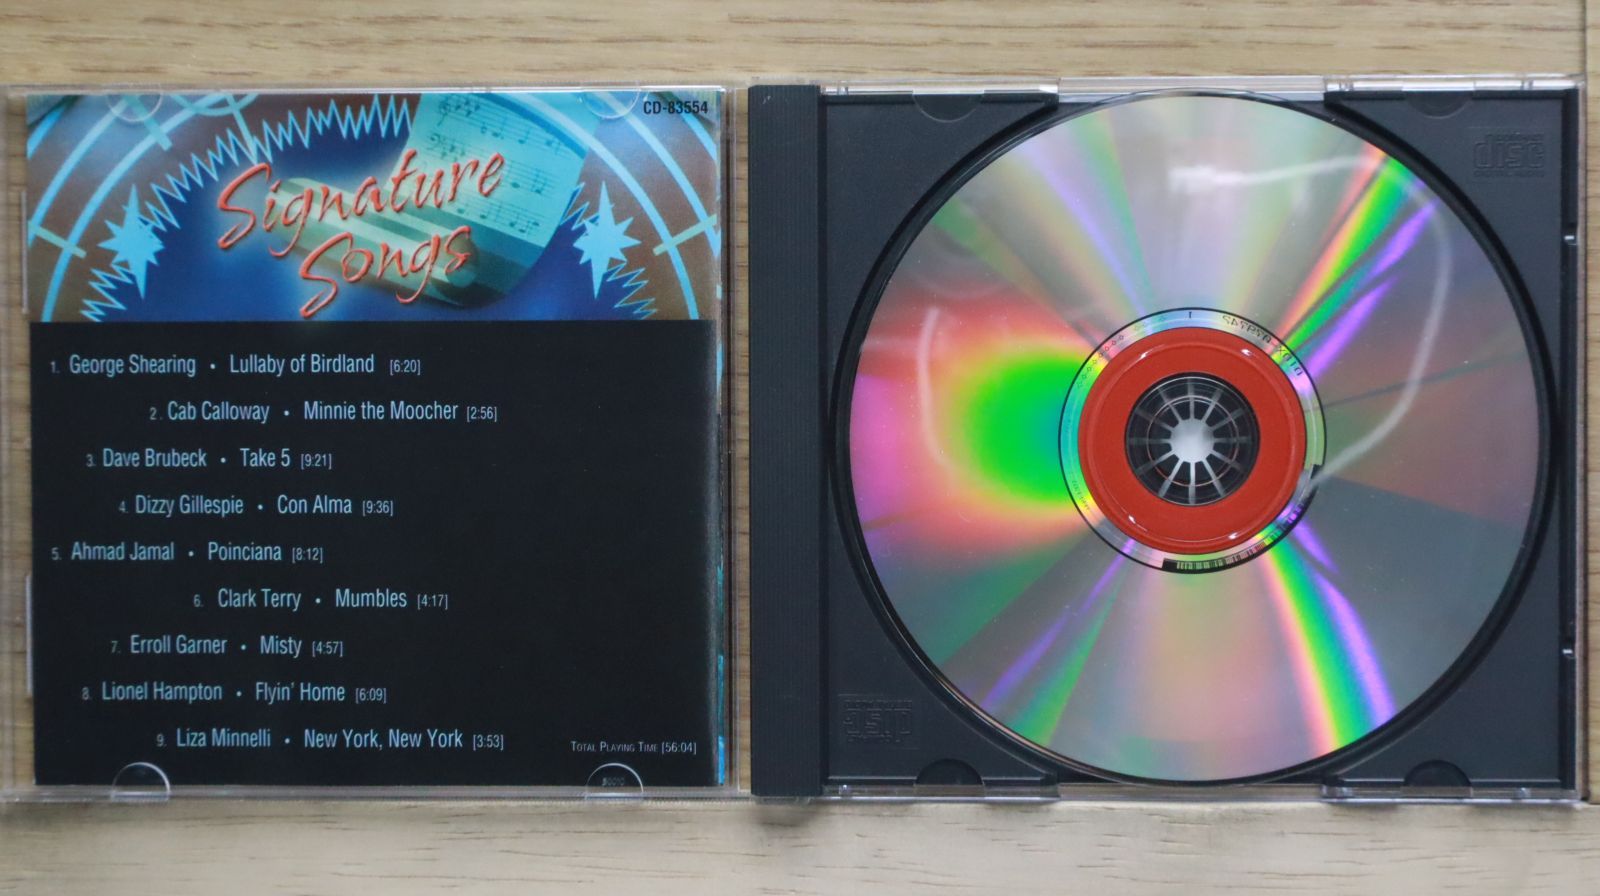 CD-83554
Signature
Songs
1. George Shearing • Lullaby of Birdland [6:20]
2. Cab Calloway • Minnie the Moocher [2:56]
3. Dave Brubeck • Take 5 [9:21]
4. Dizzy Gillespie • Con Alma [9:36]
5. Ahmad Jamal • Poinciana [8:12]
6. Clark Terry • Mumbles [4:17]
7. Erroll Garner • Misty [4:57]
8. Lionel Hampton • Flyin' Home [6:09]
9. Liza Minnelli • New York, New York [3:53]
TOTAL PLAYING TIME [56:04]
disc
DIGITAL AUDIO